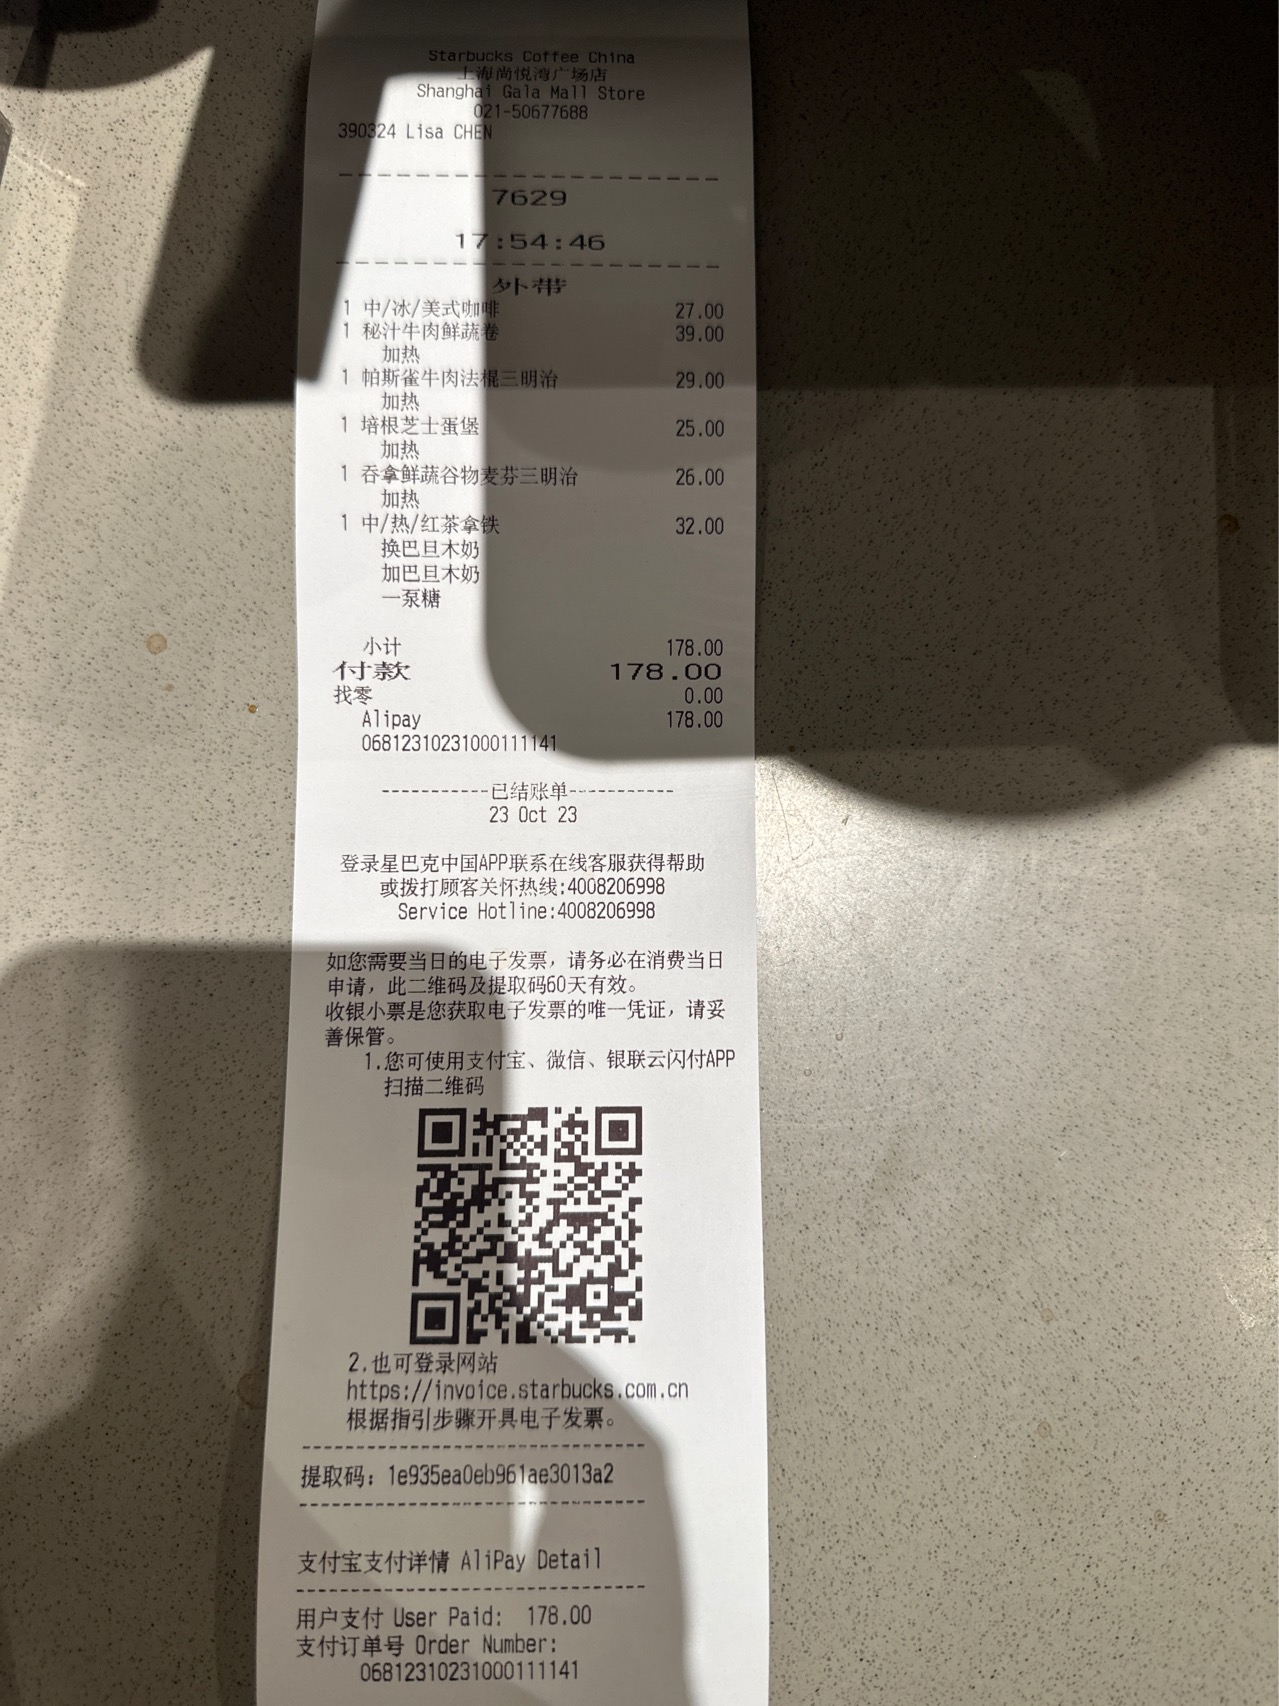 Starbucks Coffee China
上海尚悦湾广场店
Shanghai Gala Mall Store
021-50677688
390324 Lisa CHEN
7629
17:54:46
外带
1 中/冰/美式咖啡 27.00
1 秘汁牛肉鲜蔬卷 39.00
加热
1 帕斯雀牛肉法棍三明治 29.00
加热
1 培根芝士蛋堡 25.00
加热
1 吞拿鲜蔬谷物麦芬三明治 26.00
加热
1 中/热/红茶拿铁 32.00
换巴旦木奶
加巴旦木奶
一泵糖
小计 178.00
付款 178.00
找零 0.00
Alipay 178.00
06812310231000111141
-----------已结账单-----------
23 Oct 23
登录星巴克中国APP联系在线客服获得帮助
或拨打顾客关怀热线:4008206998
Service Hotline:4008206998
如您需要当日的电子发票，请务必在消费当日
申请，此二维码及提取码60天有效。
收银小票是您获取电子发票的唯一凭证，请妥
善保管。
1.您可使用支付宝、微信、银联云闪付APP
扫描二维码
2.也可登录网站
https://invoice.starbucks.com.cn
根据指引步骤开具电子发票。
提取码：1e935ea0eb961ae3013a2
支付宝支付详情 AliPay Detail
用户支付 User Paid: 178.00
支付订单号 Order Number:
06812310231000111141